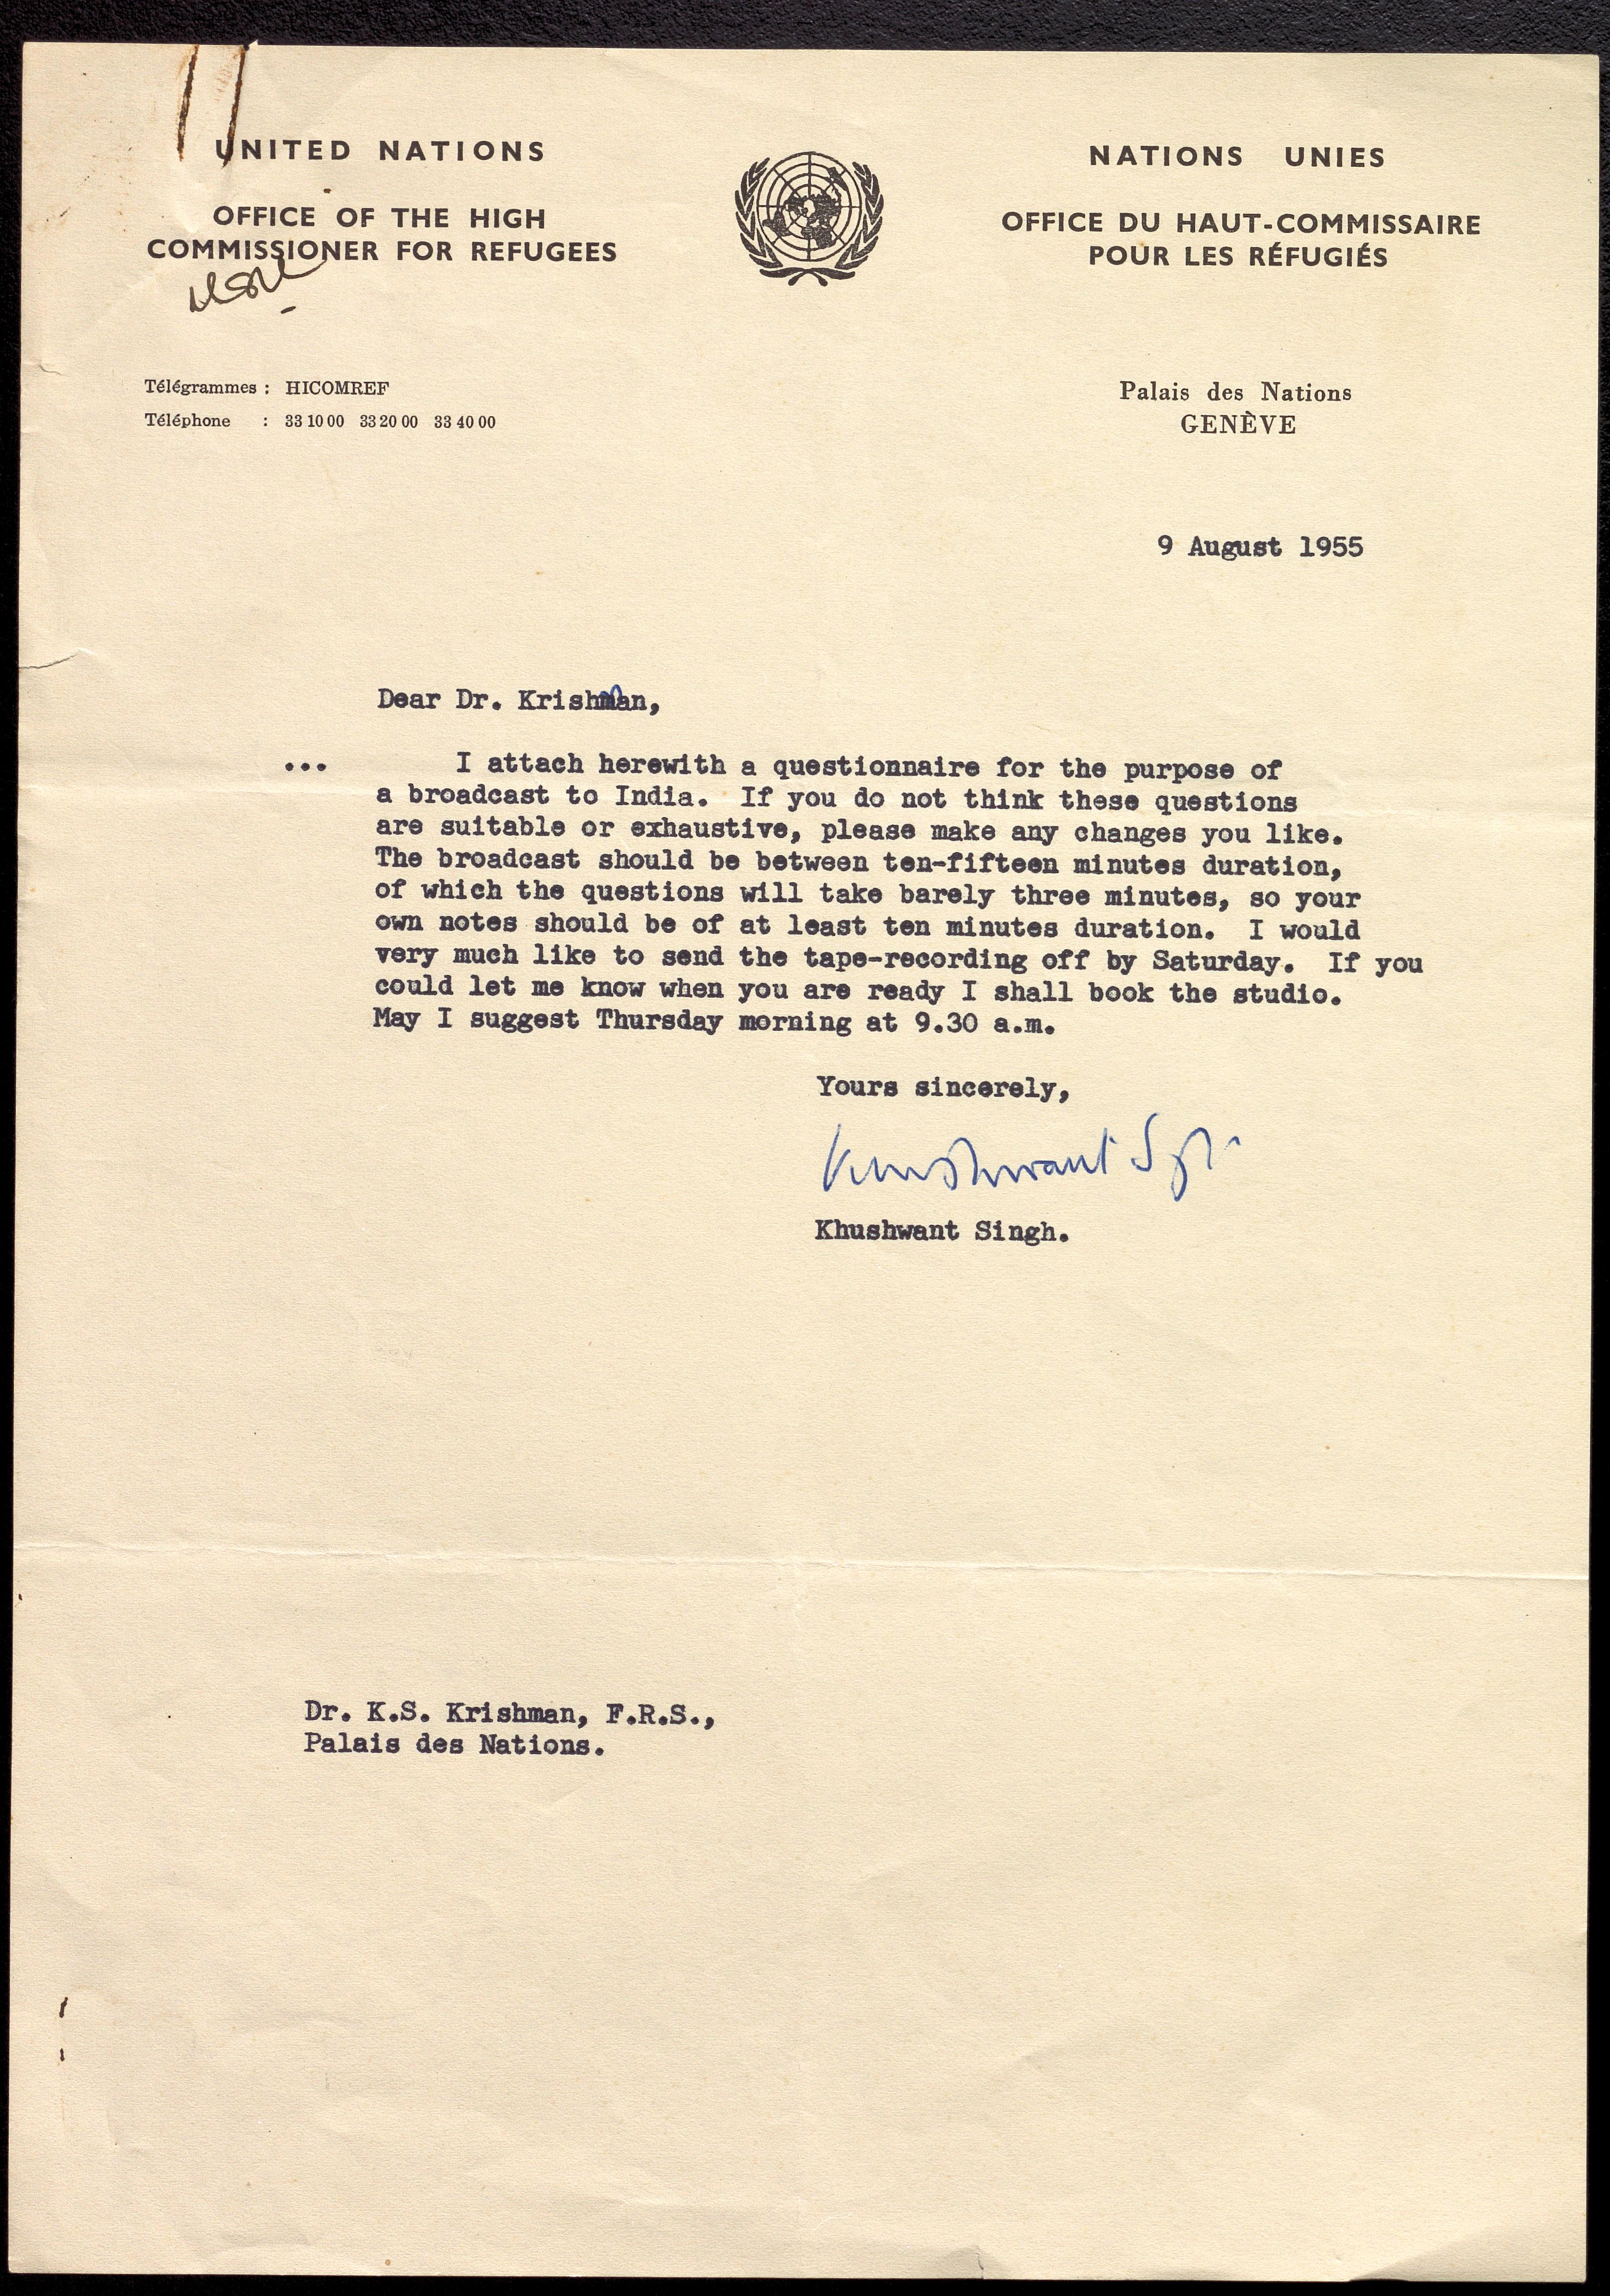 UNITED NATIONS
OFFICE OF THE HIGH
COMMISSIONER FOR REFUGEES
NATIONS UNIES
OFFICE DU HAUT-COMMISSAIRE
POUR LES RÉFUGIÉS
Télégrammes : HICOMREF
Téléphone : 33 10 00 33 20 00 33 40 00
Palais des Nations
GENÈVE
9 August 1955
Dear Dr. Krishnan,
... I attach herewith a questionnaire for the purpose of
a broadcast to India. If you do not think these questions
are suitable or exhaustive, please make any changes you like.
The broadcast should be between ten-fifteen minutes duration,
of which the questions will take barely three minutes, so your
own notes should be of at least ten minutes duration. I would
very much like to send the tape-recording off by Saturday. If you
could let me know when you are ready I shall book the studio.
May I suggest Thursday morning at 9.30 a.m.
Yours sincerely,
Khushwant Singh
Khushwant Singh.
Dr. K.S. Krishman, F.R.S.,
Palais des Nations.